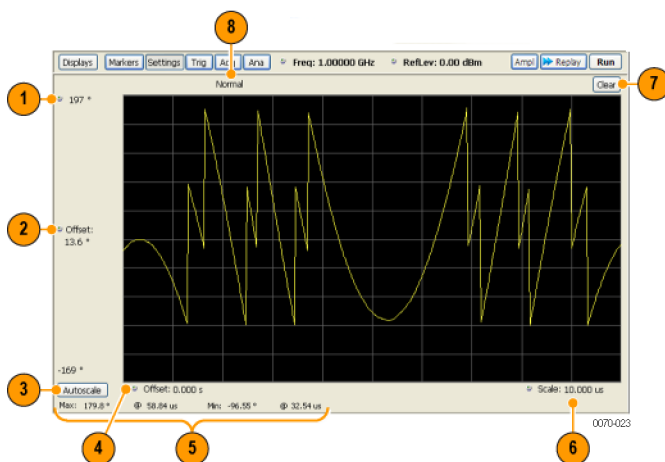 8
Displays Markers Settings Trig Acq Ana Freq: 1.00000 GHz RefLev: 0.00 dBm Ampl Replay Run
Normal
Clear
7
1
197 °
2
Offset:
13.6 °
-169 °
3
Autoscale
Offset: 0.000 s
Scale: 10.000 us
Max: 179.8 ° @ 58.84 us Min: -96.55 ° @ 32.54 us
4
5
6
0070-023